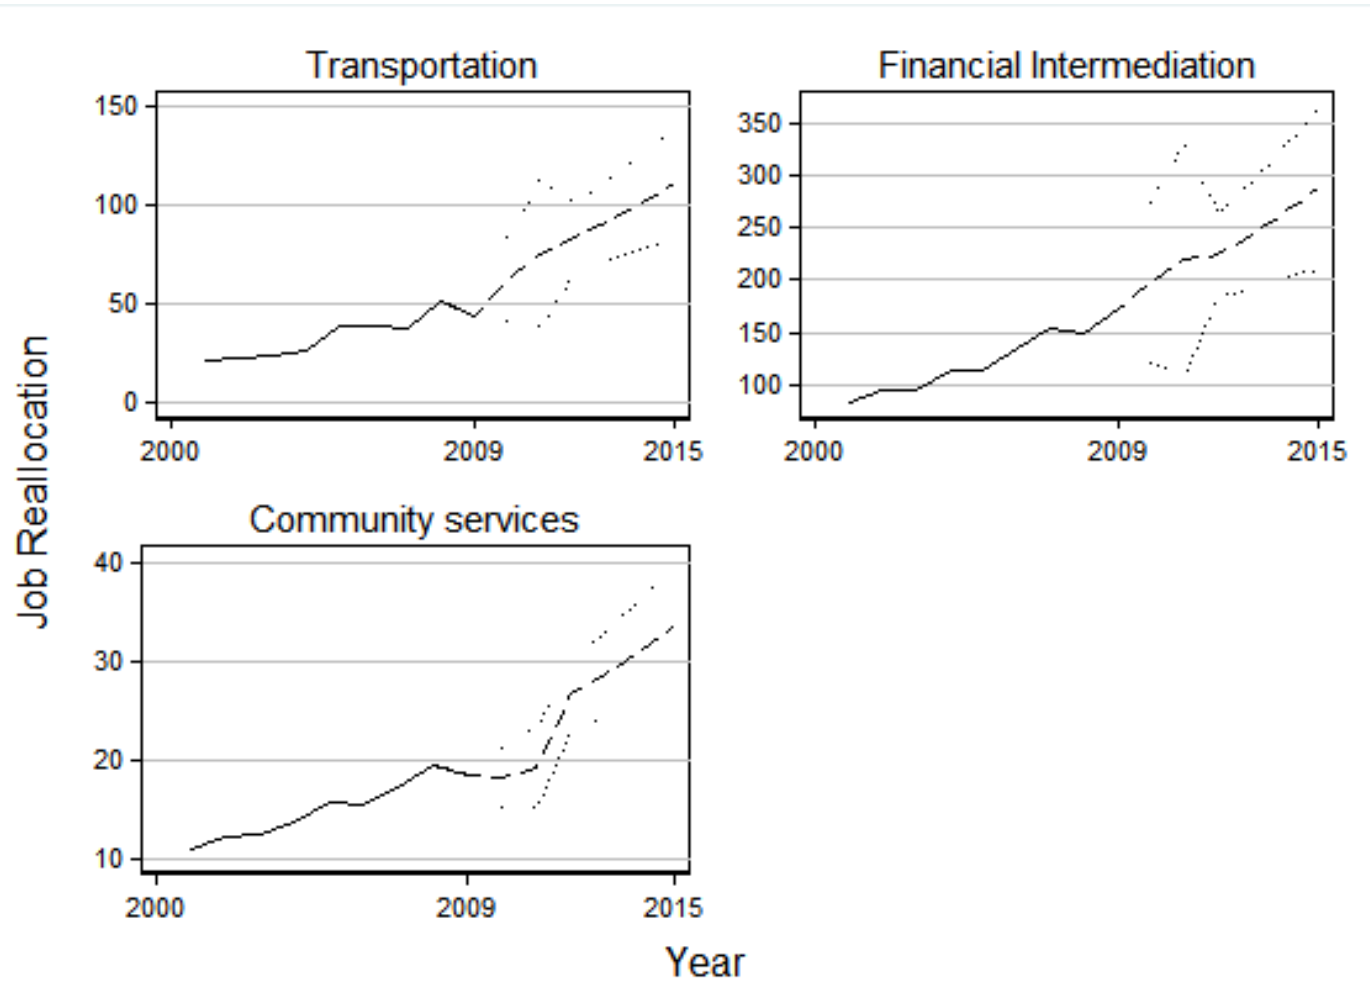 Transportation
150
100
50
0
2000 2009 2015
Financial Intermediation
350
300
250
200
150
100
2000 2009 2015
Community services
40
30
20
10
2000 2009 2015
Job Reallocation
Year